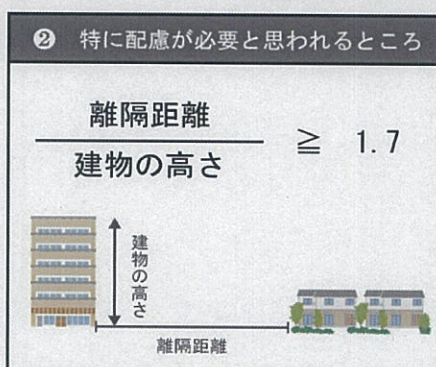 ❷ 特に配慮が必要と思われるところ
離隔距離
建物の高さ
≧ 1.7
建物の高さ
離隔距離